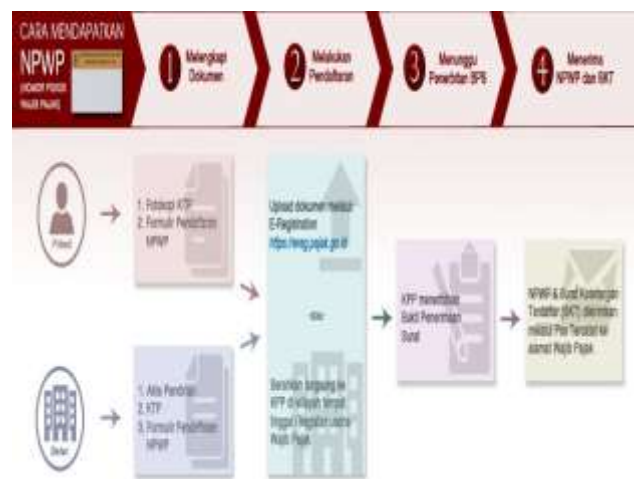 CARA MENDAPATKAN
NPWP
(NOMOR POKOK
WAJIB PAJAK)
1 Melengkapi
Dokumen
2 Melakukan
Pendaftaran
3 Menunggu
Penerbitan BPS
4 Menerima
NPWP dan SKT
Pribadi
1. Fotokopi KTP
2. Formulir Pendaftaran
NPWP
Upload dokumen melalui
E-Registration
https://ereg.pajak.go.id
atau
Serahkan langsung ke
KPP di wilayah tempat
tinggal / kegiatan usaha
Wajib Pajak
KPP menerbitkan
Bukti Penerimaan
Surat
NPWP & Surat Keterangan
Terdaftar (SKT) dikirimkan
melalui Pos Tercatat ke
alamat Wajib Pajak
Badan
1. Akta Pendirian
2. KTP
3. Formulir Pendaftaran
NPWP